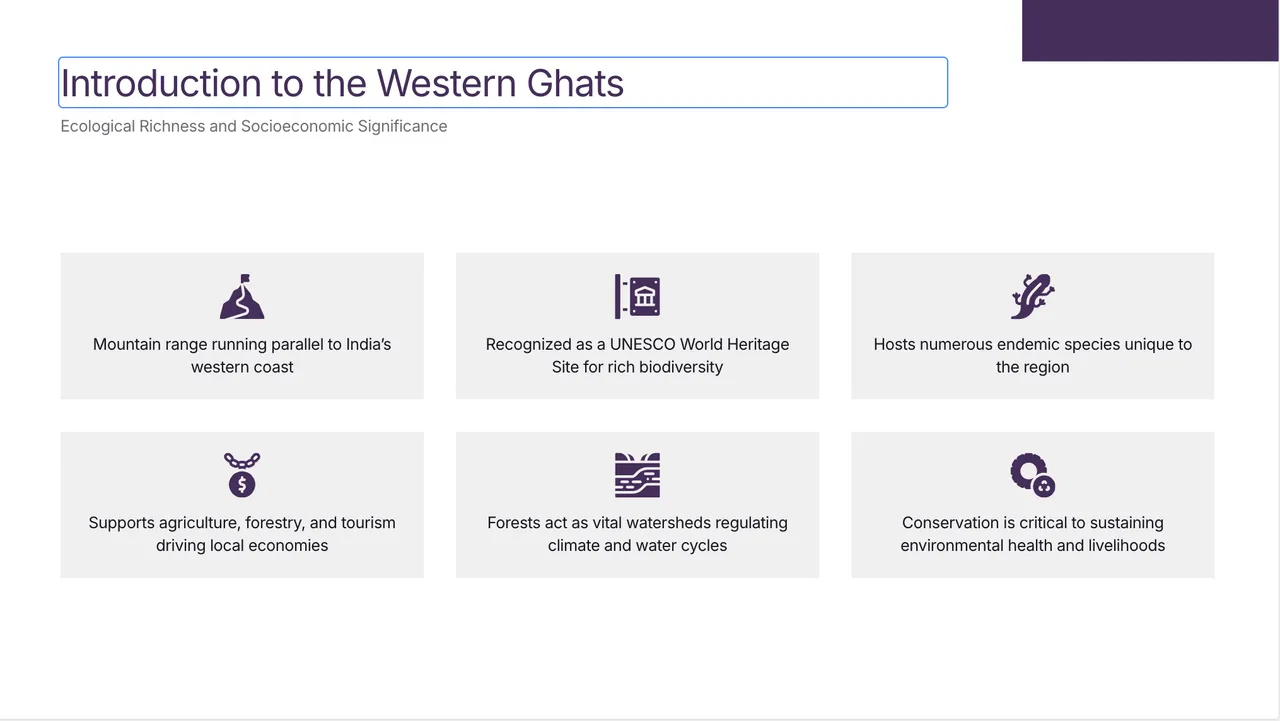 Introduction to the Western Ghats
Ecological Richness and Socioeconomic Significance
Mountain range running parallel to India’s
western coast
Recognized as a UNESCO World Heritage
Site for rich biodiversity
Hosts numerous endemic species unique to
the region
Supports agriculture, forestry, and tourism
driving local economies
Forests act as vital watersheds regulating
climate and water cycles
Conservation is critical to sustaining
environmental health and livelihoods